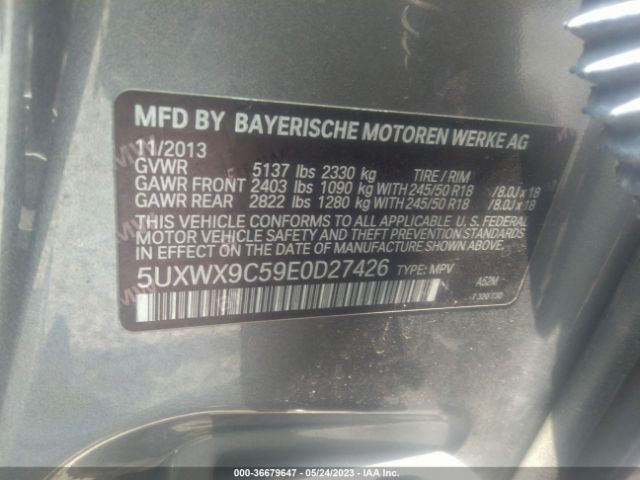 MFD BY BAYERISCHE MOTOREN WERKE AG
11/2013
GVWR 5137 lbs 2330 kg TIRE / RIM
GAWR FRONT 2403 lbs 1090 kg WITH 245/50 R18 /8.0J x 18
GAWR REAR 2822 lbs 1280 kg WITH 245/50 R18 /8.0J x 18
THIS VEHICLE CONFORMS TO ALL APPLICABLE U. S. FEDERAL
MOTOR VEHICLE SAFETY AND THEFT PREVENTION STANDARDS
IN EFFECT ON THE DATE OF MANUFACTURE SHOWN ABOVE.
5UXWX9C59E0D27426 TYPE: MPV A52M
000-36679647 - 05/24/2023 - IAA Inc.